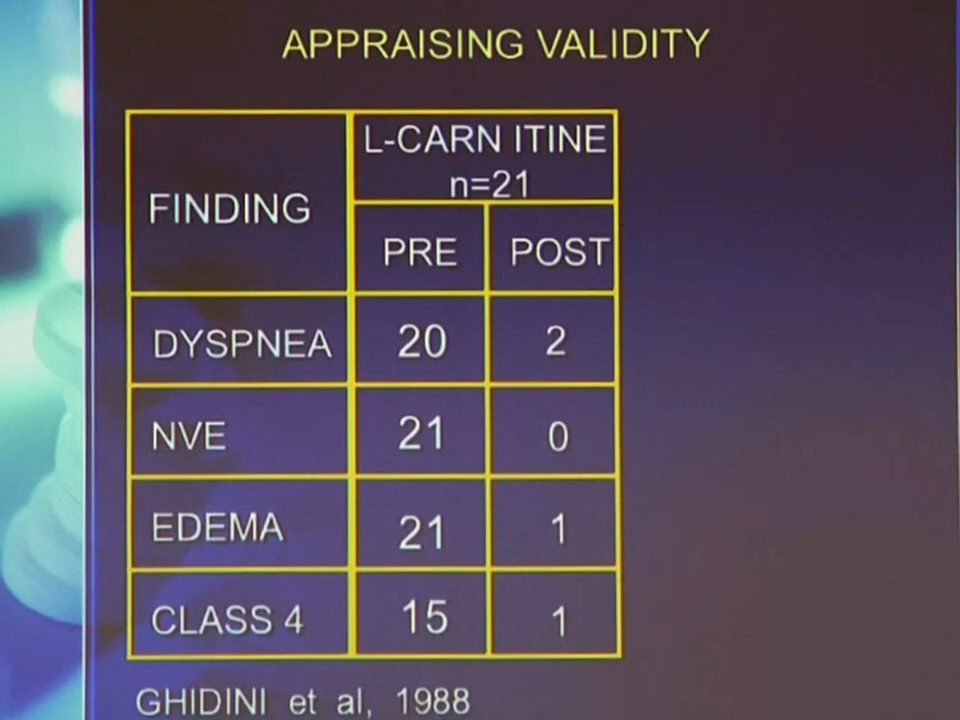 APPRAISING VALIDITY
L-CARN ITINE
n=21
FINDING
PRE POST
DYSPNEA 20 2
NVE 21 0
EDEMA 21 1
CLASS 4 15 1
GHIDINI et al, 1988